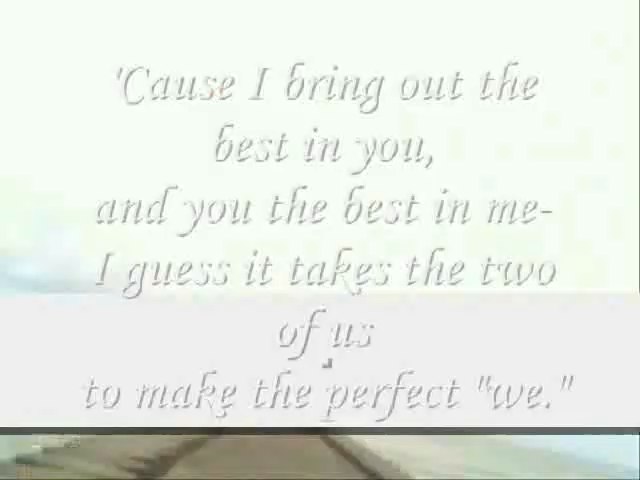 'Cause I bring out the
best in you,
and you the best in me-
I guess it takes the two
of us
to make the perfect "we."